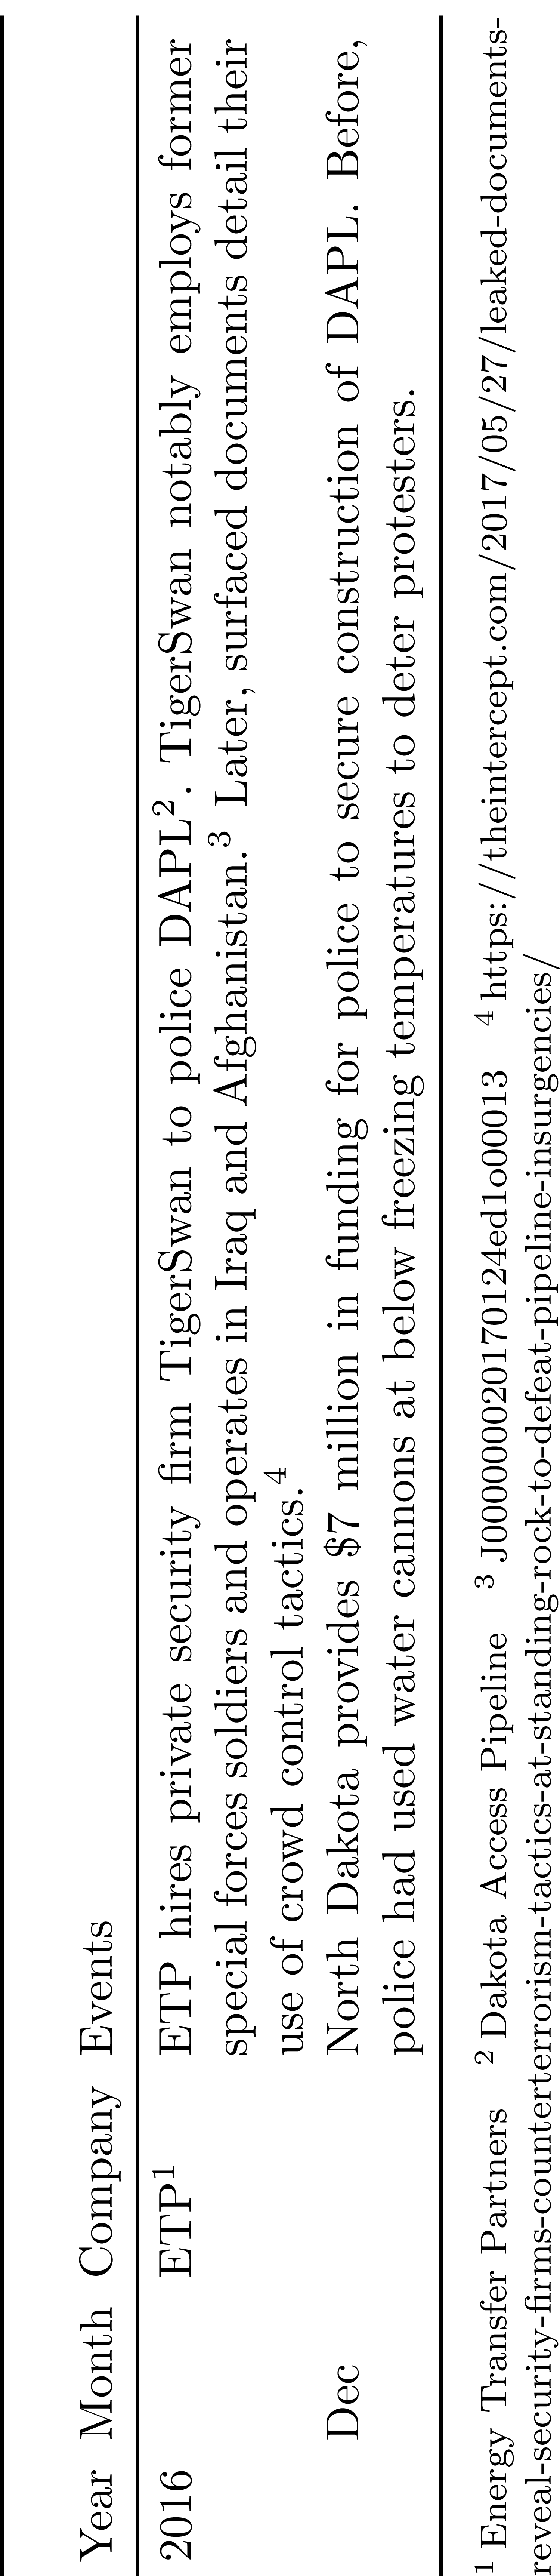 Year Month Company Events
2016 ETP¹ ETP hires private security firm TigerSwan to police DAPL². TigerSwan notably employs former
special forces soldiers and operates in Iraq and Afghanistan.³ Later, surfaced documents detail their
use of crowd control tactics.⁴
Dec North Dakota provides $7 million in funding for police to secure construction of DAPL. Before,
police had used water cannons at below freezing temperatures to deter protesters.
¹ Energy Transfer Partners ² Dakota Access Pipeline ³ J000000020170124ed1o00013 ⁴ https://theintercept.com/2017/05/27/leaked-documents-
reveal-security-firms-counterterrorism-tactics-at-standing-rock-to-defeat-pipeline-insurgencies/